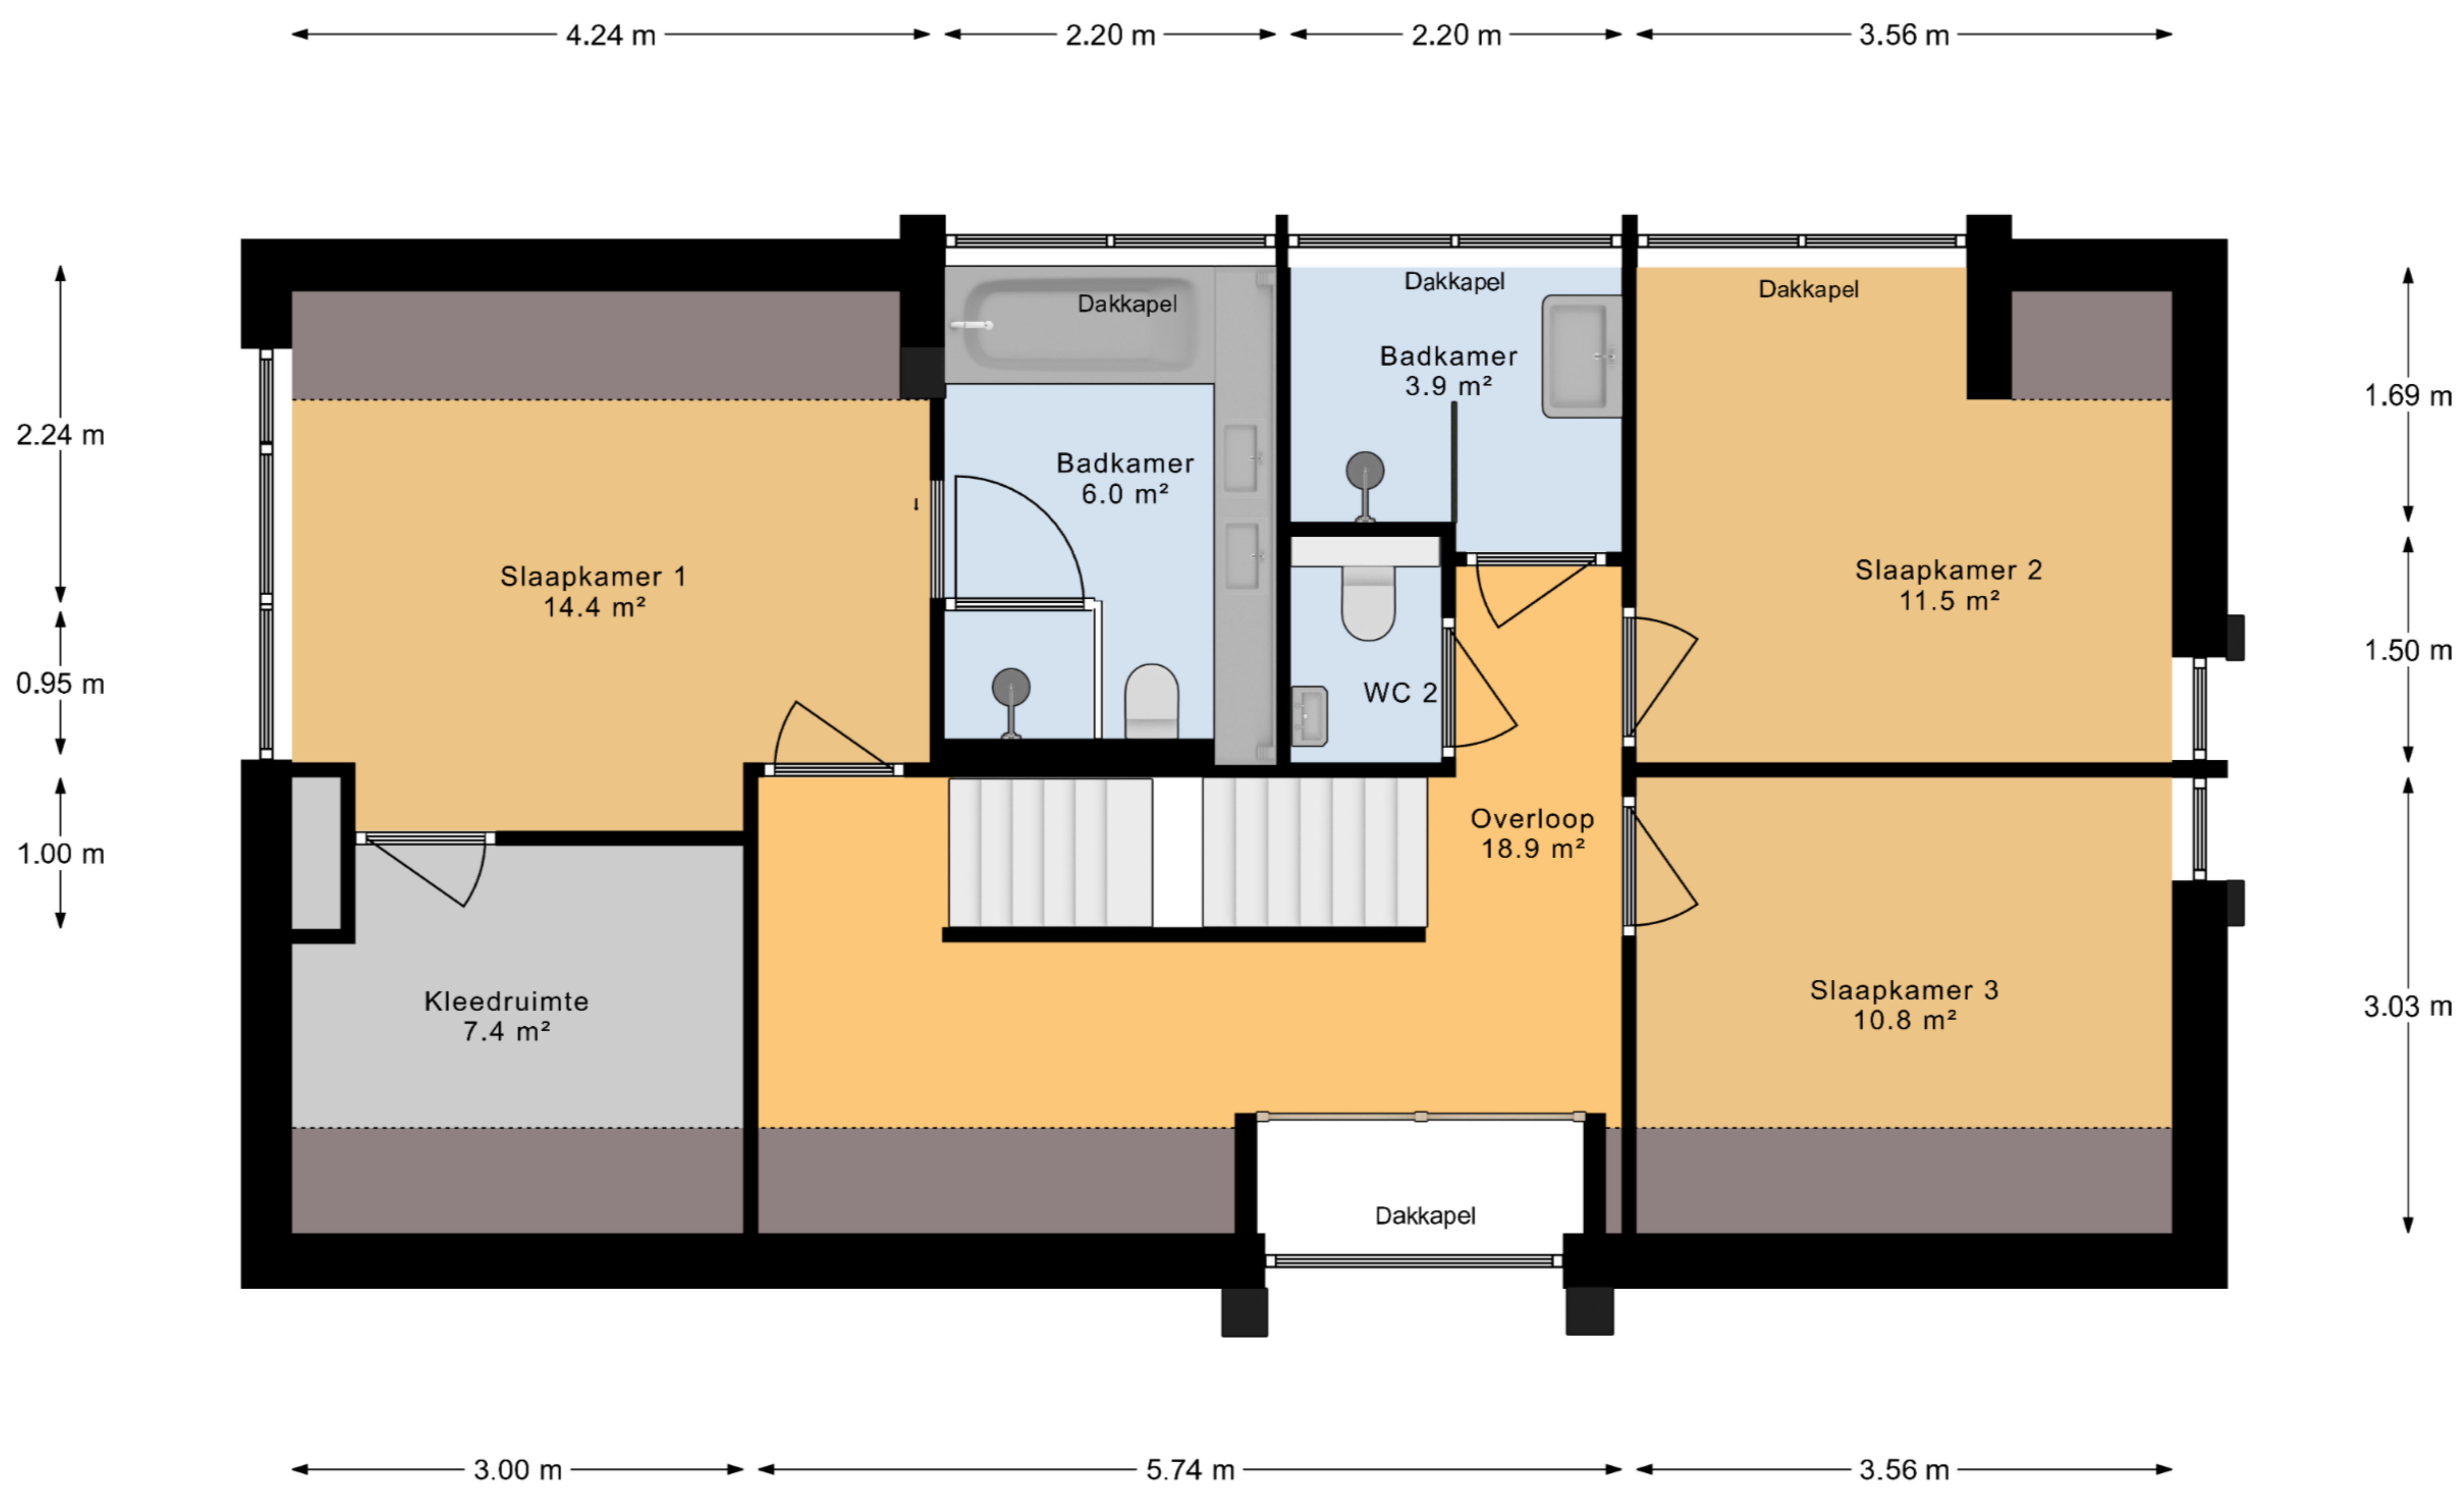 4.24 m
2.20 m
2.20 m
3.56 m
Dakkapel
Dakkapel
Dakkapel
Badkamer
3.9 m²
2.24 m
1.69 m
Badkamer
6.0 m²
Slaapkamer 1
14.4 m²
Slaapkamer 2
11.5 m²
0.95 m
WC 2
1.50 m
Overloop
18.9 m²
1.00 m
Kleedruimte
7.4 m²
Slaapkamer 3
10.8 m²
3.03 m
Dakkapel
3.00 m
5.74 m
3.56 m